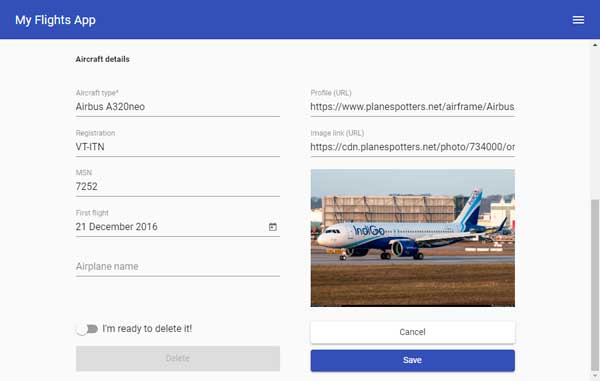 My Flights App
Aircraft details
Aircraft type*
Airbus A320neo
Registration
VT-ITN
MSN
7252
First flight
21 December 2016
Airplane name
I'm ready to delete it!
Delete
Profile (URL)
https://www.planespotters.net/airframe/Airbus
Image link (URL)
https://cdn.planespotters.net/photo/734000/or
IndiGo
Cancel
Save